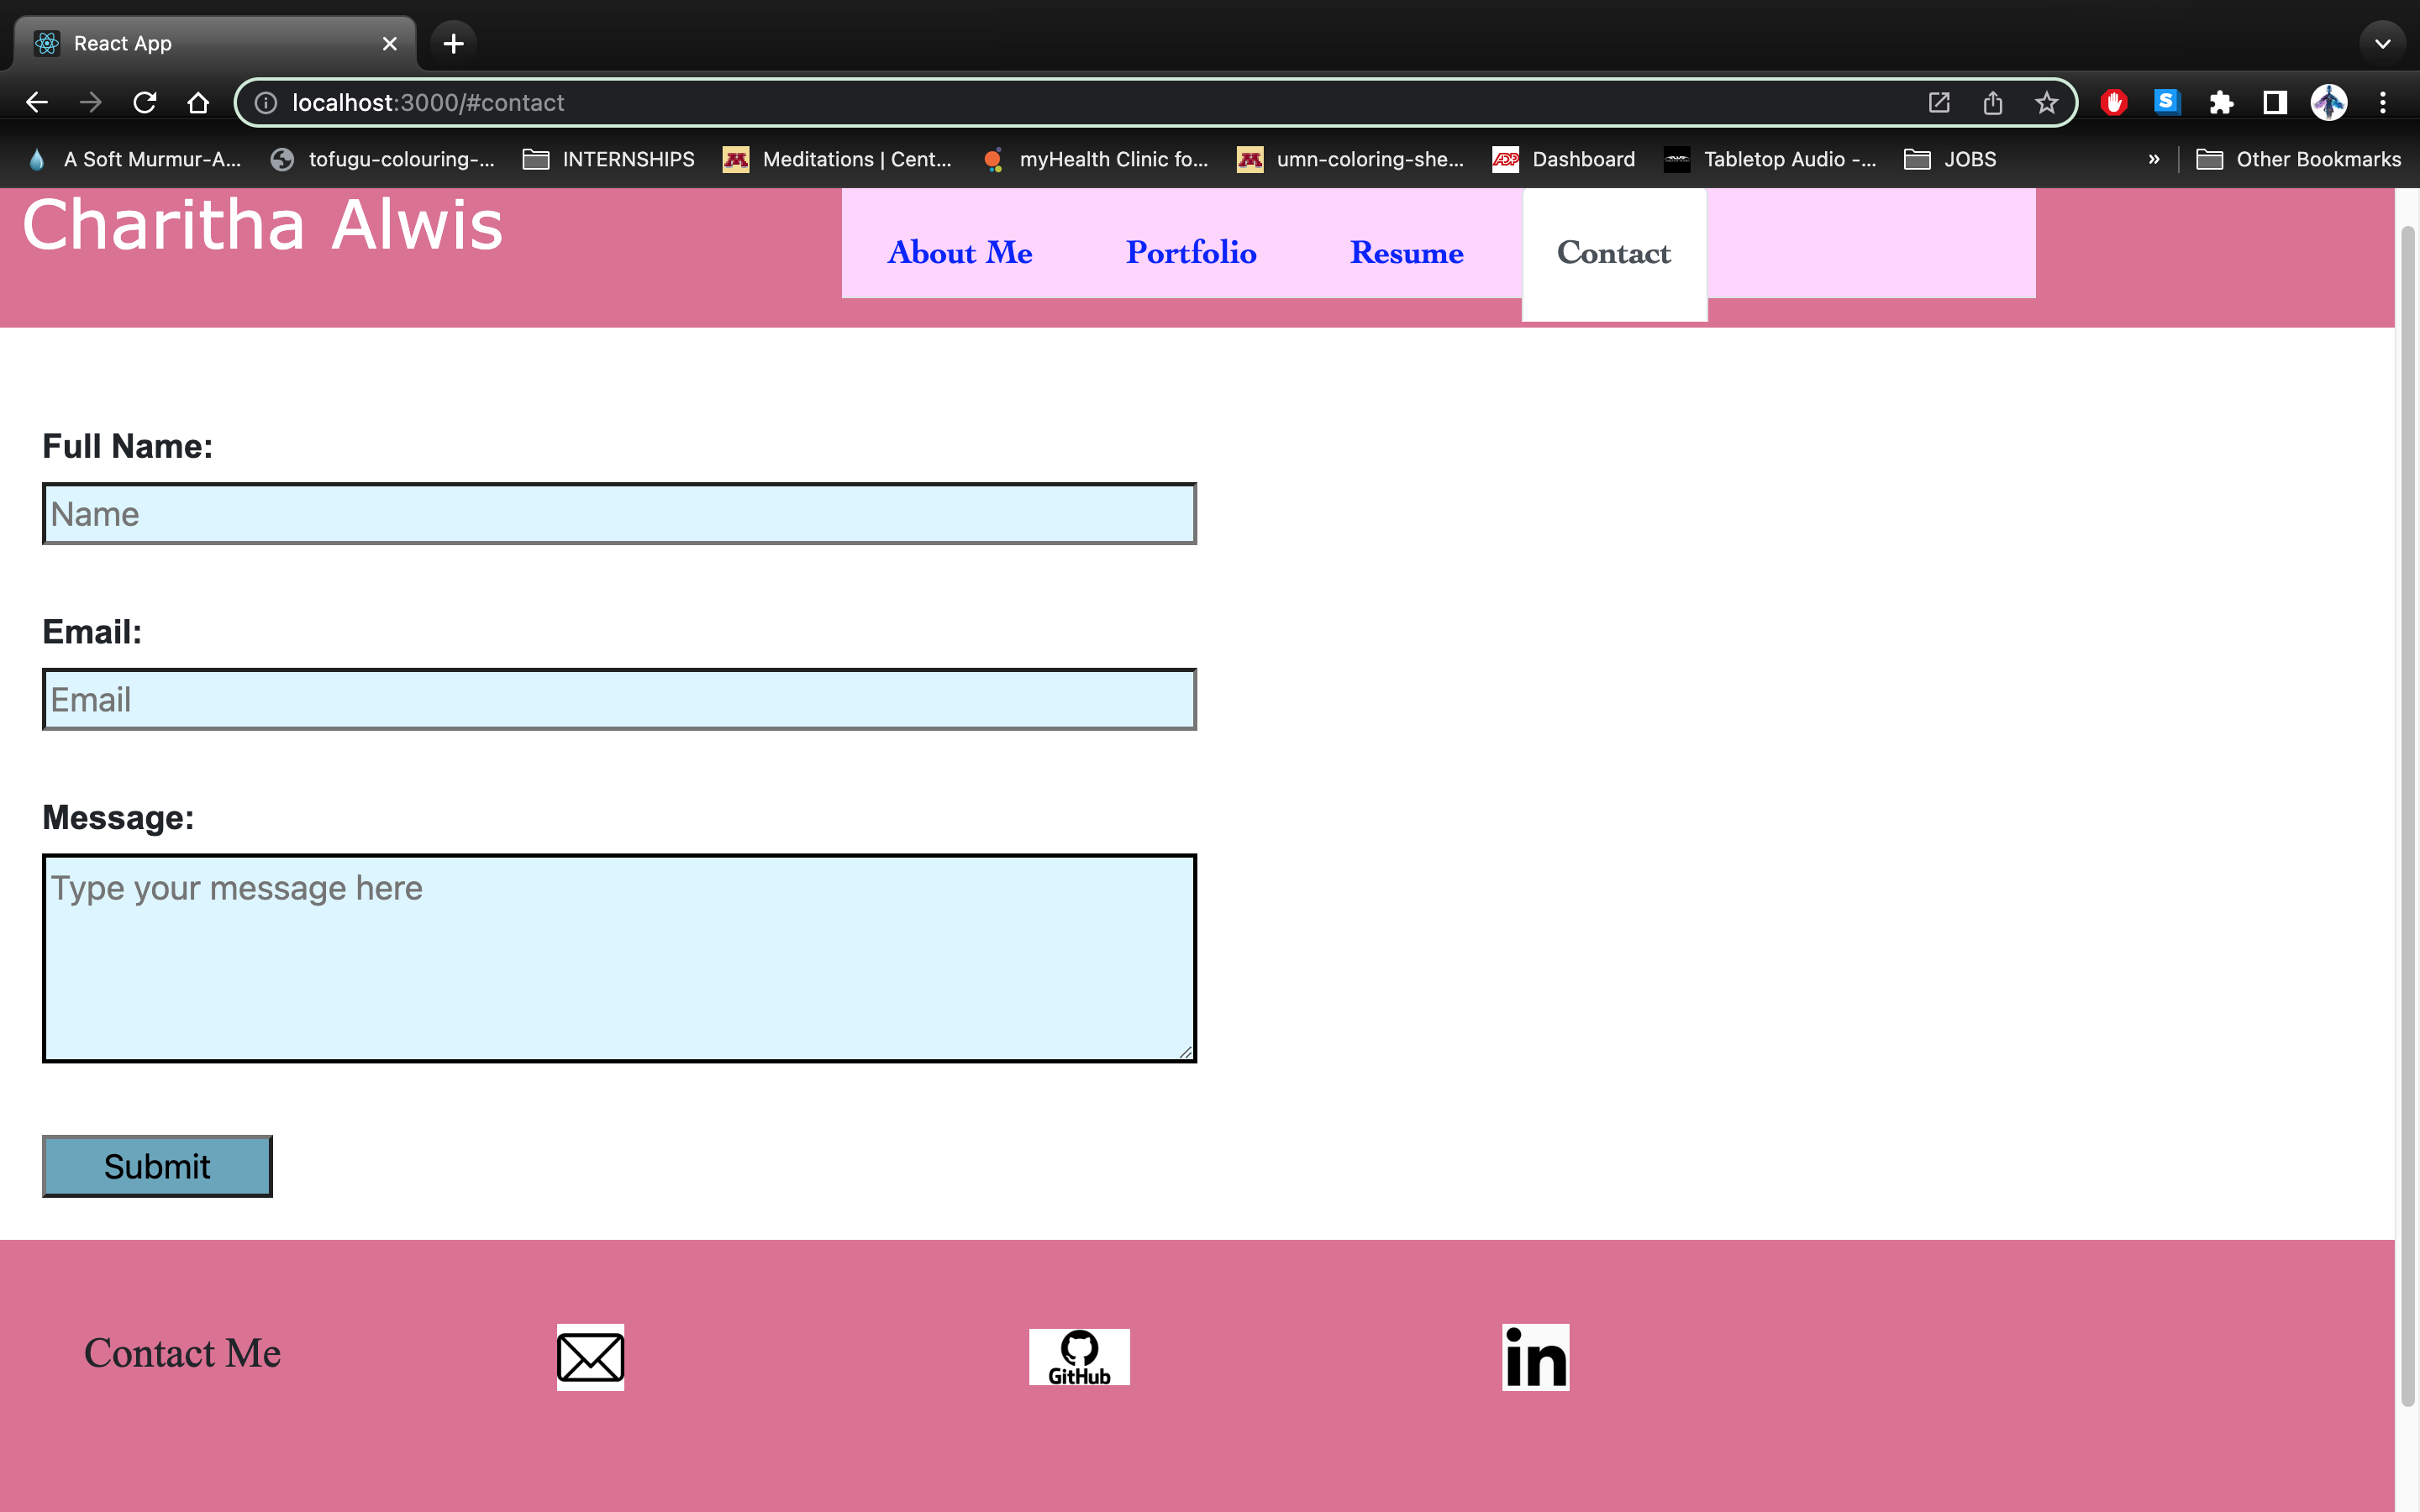 React App
localhost:3000/#contact
A Soft Murmur-A... tofugu-colouring-... INTERNSHIPS M Meditations | Cent... myHealth Clinic fo... M umn-coloring-she... ADP Dashboard Tabletop Audio -... JOBS » Other Bookmarks
Charitha Alwis
About Me Portfolio Resume Contact
Full Name:
Name
Email:
Email
Message:
Type your message here
Submit
Contact Me GitHub in